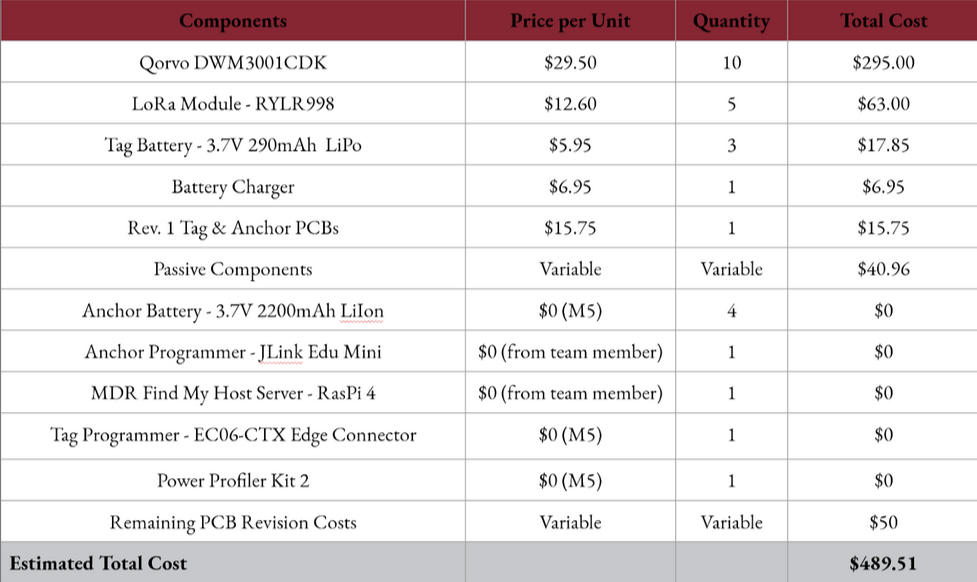 Components Price per Unit Quantity Total Cost
Qorvo DWM3001CDK $29.50 10 $295.00
LoRa Module - RYLR998 $12.60 5 $63.00
Tag Battery - 3.7V 290mAh LiPo $5.95 3 $17.85
Battery Charger $6.95 1 $6.95
Rev. 1 Tag & Anchor PCBs $15.75 1 $15.75
Passive Components Variable Variable $40.96
Anchor Battery - 3.7V 2200mAh LiIon $0 (M5) 4 $0
Anchor Programmer - JLink Edu Mini $0 (from team member) 1 $0
MDR Find My Host Server - RasPi 4 $0 (from team member) 1 $0
Tag Programmer - EC06-CTX Edge Connector $0 (M5) 1 $0
Power Profiler Kit 2 $0 (M5) 1 $0
Remaining PCB Revision Costs Variable Variable $50
Estimated Total Cost $489.51